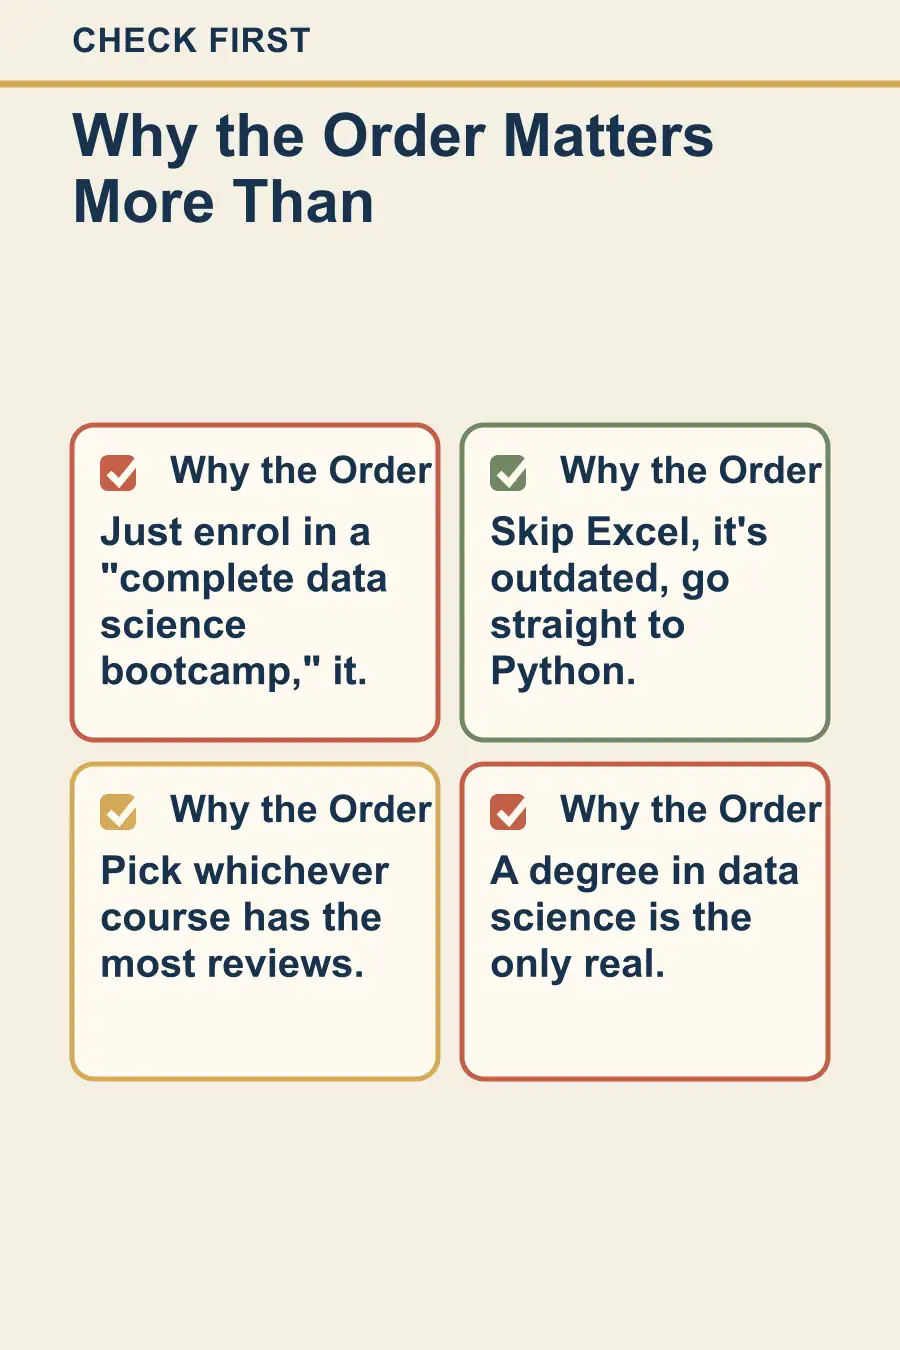 CHECK FIRST
Why the Order Matters
More Than
Why the Order
Just enrol in a
"complete data
science
bootcamp," it.
Why the Order
Skip Excel, it's
outdated, go
straight to
Python.
Why the Order
Pick whichever
course has the
most reviews.
Why the Order
A degree in data
science is the
only real.